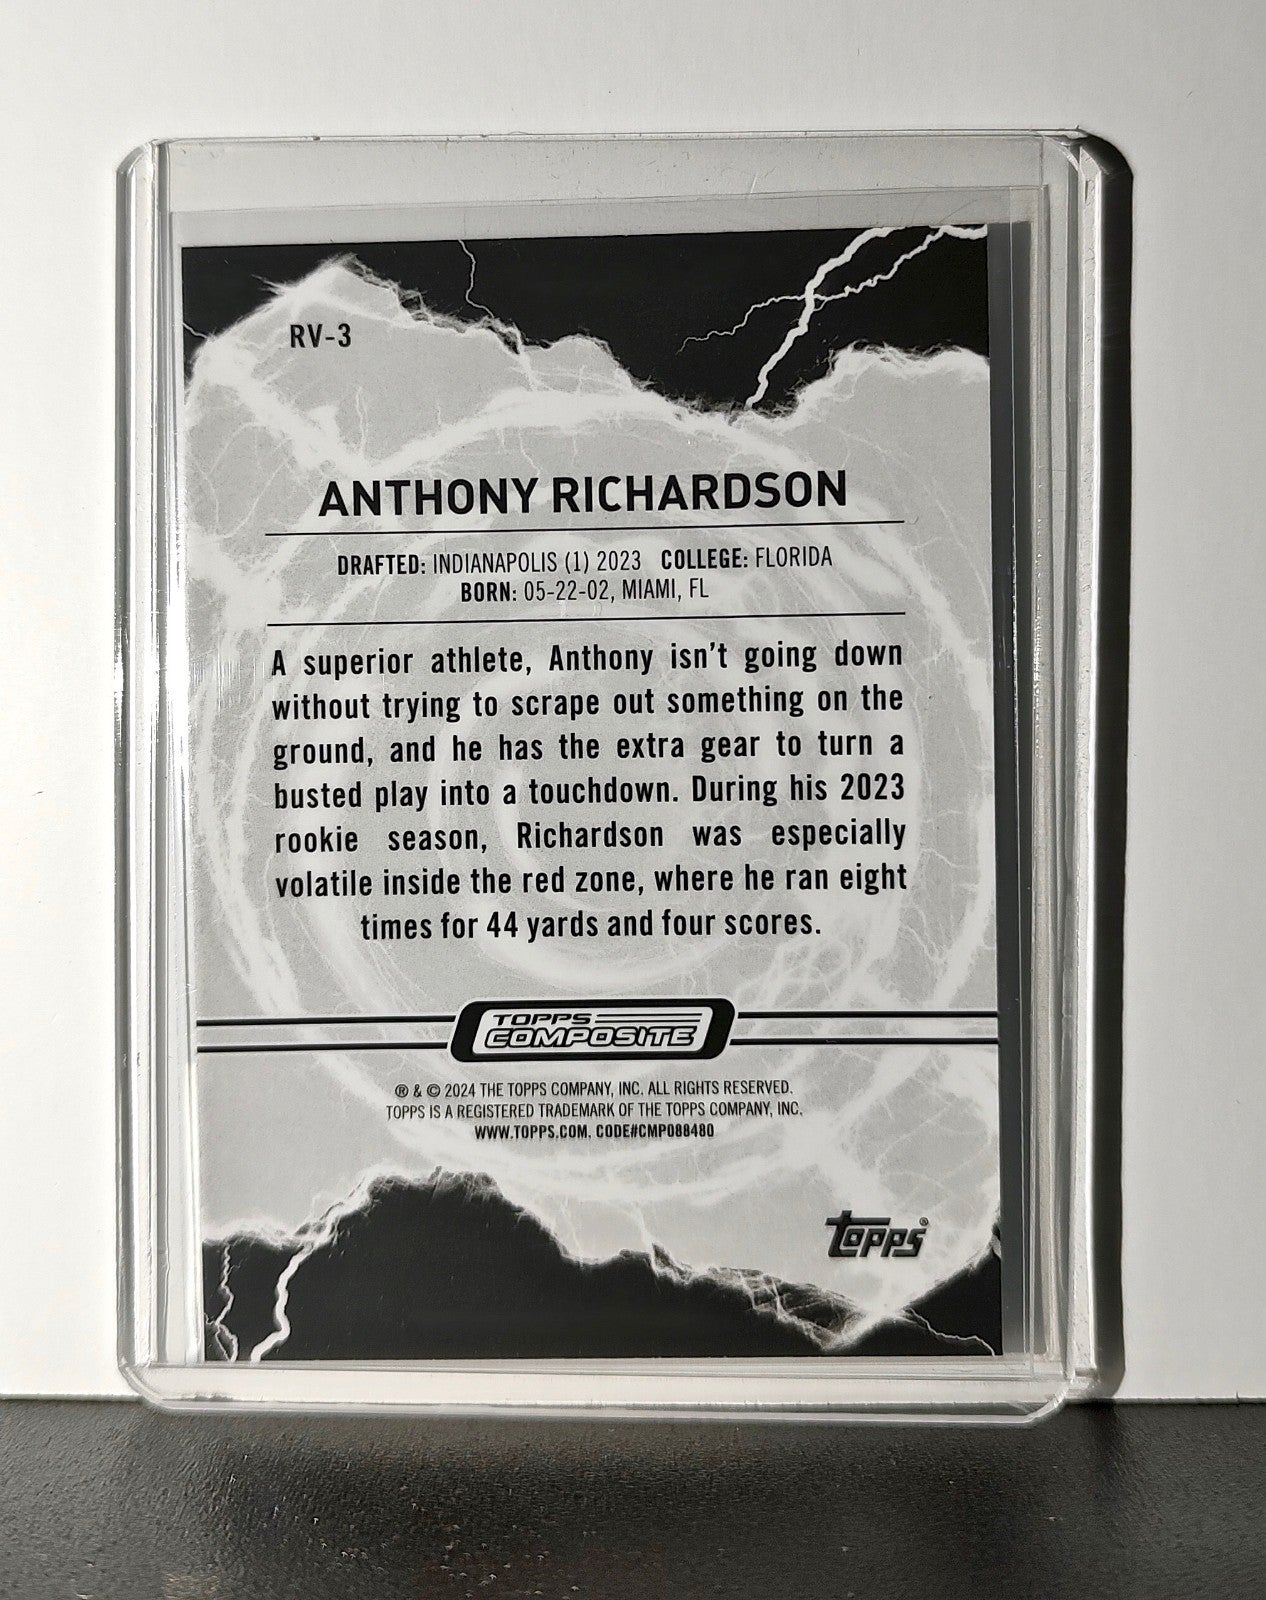 RV-3
ANTHONY RICHARDSON
DRAFTED: INDIANAPOLIS (1) 2023 COLLEGE: FLORIDA
BORN: 05-22-02, MIAMI, FL
A superior athlete, Anthony isn't going down
without trying to scrape out something on the
ground, and he has the extra gear to turn a
busted play into a touchdown. During his 2023
rookie season, Richardson was especially
volatile inside the red zone, where he ran eight
times for 44 yards and four scores.
TOPPS
COMPOSITE
® & © 2024 THE TOPPS COMPANY, INC. ALL RIGHTS RESERVED.
TOPPS IS A REGISTERED TRADEMARK OF THE TOPPS COMPANY, INC.
WWW.TOPPS.COM, CODE#CMP088480
Topps®